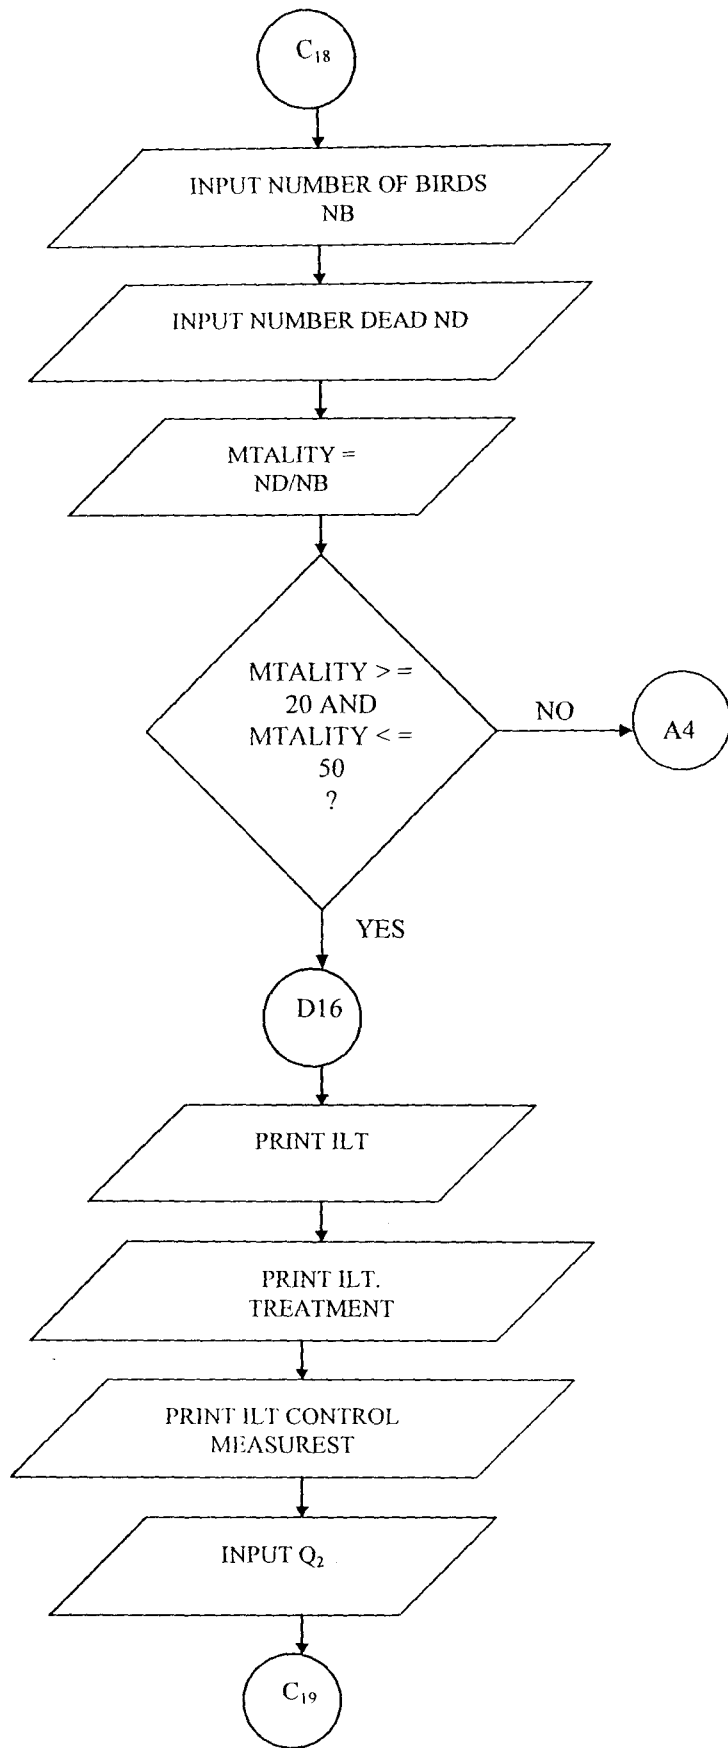 C₁₈
INPUT NUMBER OF BIRDS
NB
INPUT NUMBER DEAD ND
MTALITY =
ND/NB
MTALITY > =
20 AND
MTALITY < =
50
?
NO
A4
YES
D16
PRINT ILT
PRINT ILT.
TREATMENT
PRINT ILT CONTROL
MEASUREST
INPUT Q₂
C₁₉